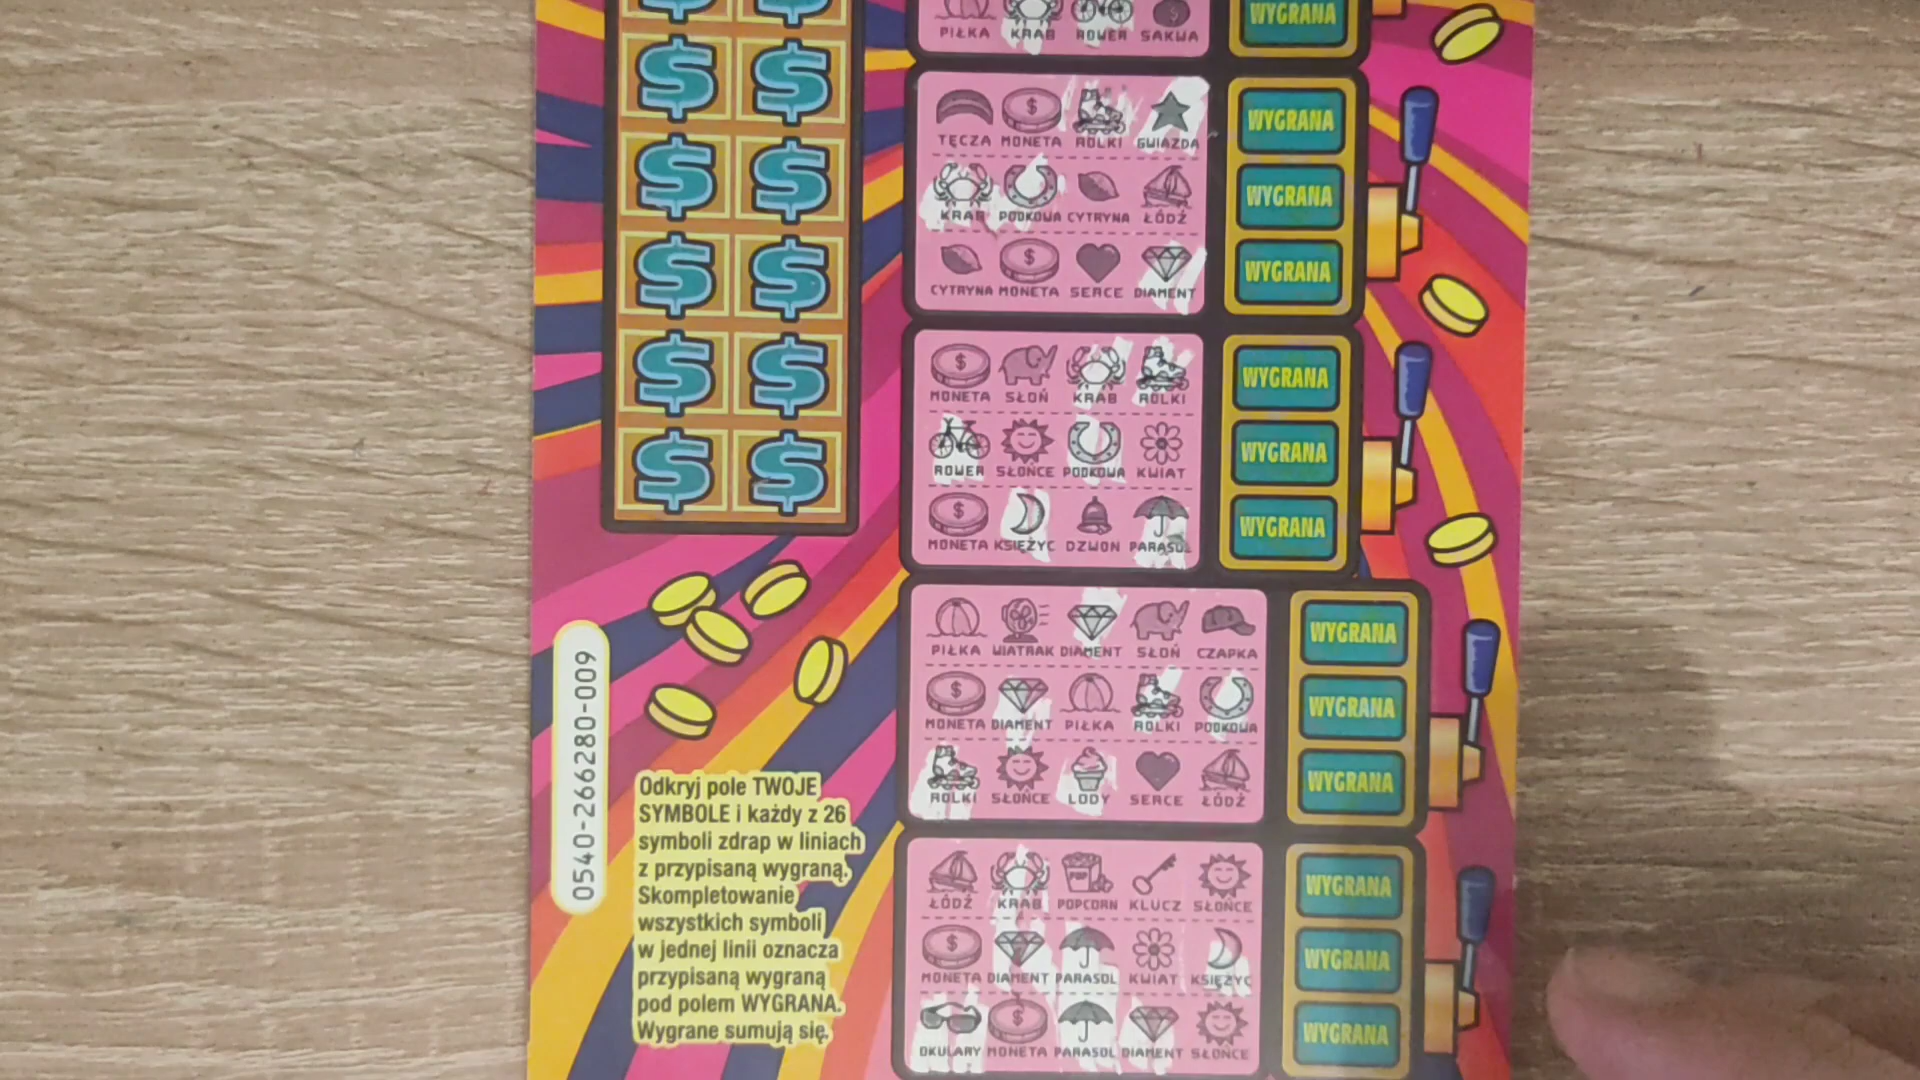 PIŁKA KRAB ROWER SAKWA
WYGRANA
TĘCZA MONETA ROLKI GWIAZDA
WYGRANA
KRAB PODKOWA CYTRYNA ŁÓDŹ
WYGRANA
CYTRYNA MONETA SERCE DIAMENT
WYGRANA
MONETA SŁOŃ KRAB ROLKI
WYGRANA
ROWER SŁOŃCE PODKOWA KWIAT
WYGRANA
MONETA KSIĘŻYC DZWON PARASOL
WYGRANA
PIŁKA WIATRAK DIAMENT SŁOŃ CZAPKA
WYGRANA
MONETA DIAMENT PIŁKA ROLKI PODKOWA
WYGRANA
ROLKI SŁOŃCE LODY SERCE ŁÓDŹ
WYGRANA
ŁÓDŹ KRAB POPCORN KLUCZ SŁOŃCE
WYGRANA
MONETA DIAMENT PARASOL KWIAT KSIĘŻYC
WYGRANA
OKULARY MONETA PARASOL DIAMENT SŁOŃCE
WYGRANA
0540-266280-009
Odkryj pole TWOJE
SYMBOLE i każdy z 26
symboli zdrap w liniach
z przypisaną wygraną.
Skompletowanie
wszystkich symboli
w jednej linii oznacza
przypisaną wygraną
pod polem WYGRANA.
Wygrane sumują się.